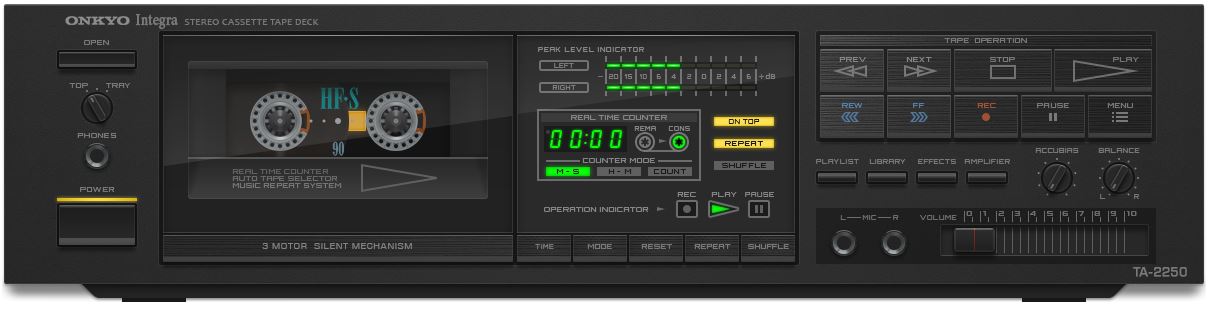 ONKYO Integra STEREO CASSETTE TAPE DECK
OPEN
TOP TRAY
PHONES
POWER
HF·S
90
REAL TIME COUNTER
AUTO TAPE SELECTOR
MUSIC REPEAT SYSTEM
3 MOTOR SILENT MECHANISM
PEAK LEVEL INDICATOR
LEFT
- 20 15 10 6 4 2 0 2 4 6 +dB
RIGHT
REAL TIME COUNTER
00:00
REMA CONS
COUNTER MODE
M - S H - M COUNT
ON TOP
REPEAT
SHUFFLE
REC PLAY PAUSE
OPERATION INDICATOR
TIME MODE RESET REPEAT SHUFFLE
TAPE OPERATION
PREV NEXT STOP PLAY
REW FF REC PAUSE MENU
PLAYLIST LIBRARY EFFECTS AMPLIFIER
ACCUBIAS BALANCE
L R
L—MIC—R
VOLUME 0 1 2 3 4 5 6 7 8 9 10
TA-2250